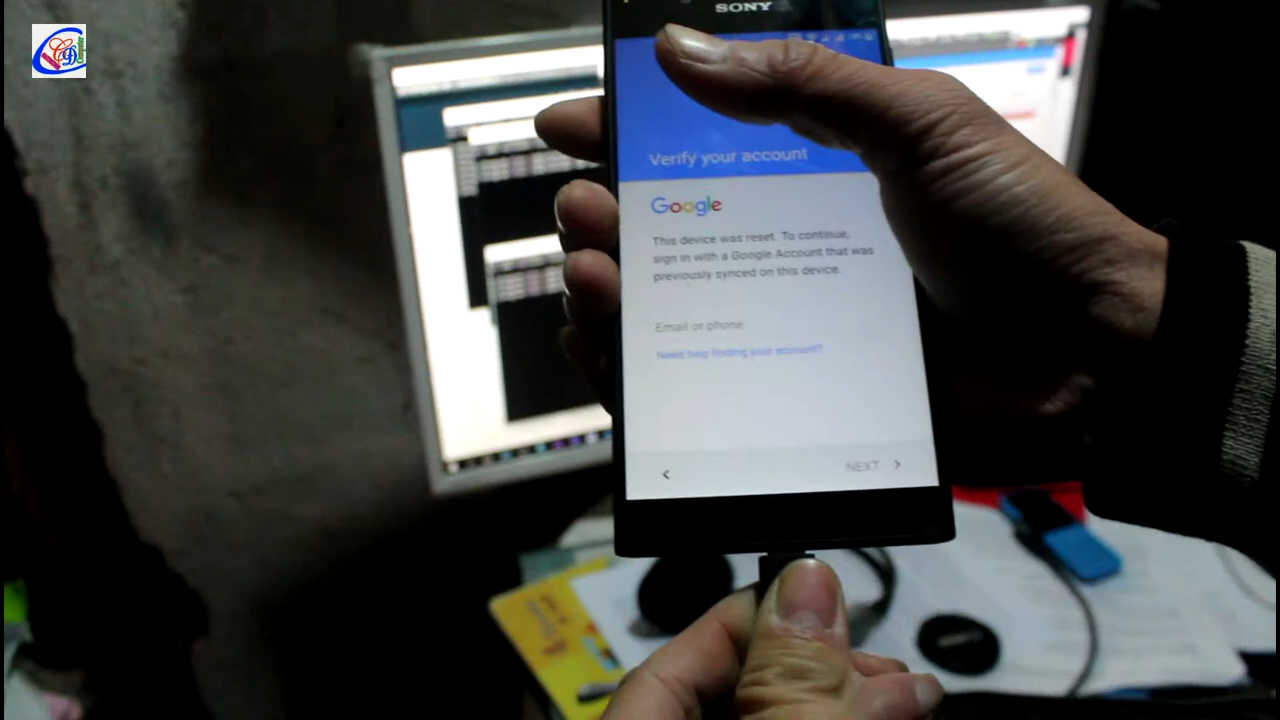 SONY
Verify your account
Google
This device was reset. To continue,
sign in with a Google Account that was
previously synced on this device.
Email or phone
Need help finding your account?
NEXT